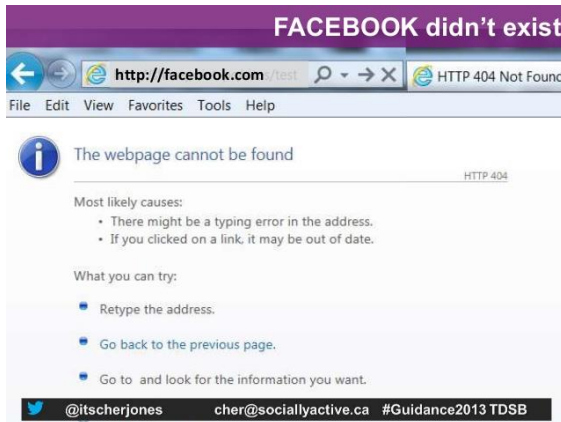 FACEBOOK didn't exist
http://facebook.com/test
HTTP 404 Not Found
File Edit View Favorites Tools Help
The webpage cannot be found
HTTP 404
Most likely causes:
• There might be a typing error in the address.
• If you clicked on a link, it may be out of date.
What you can try:
Retype the address.
Go back to the previous page.
Go to and look for the information you want.
@itscherjones cher@sociallyactive.ca #Guidance2013 TDSB